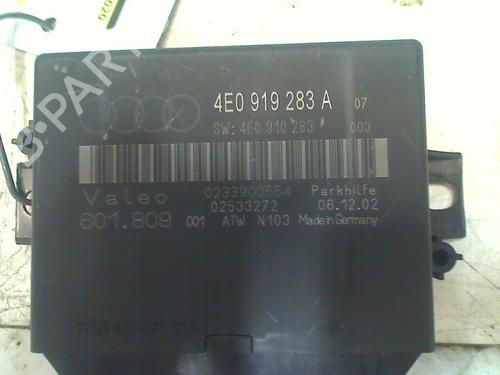 4E0 919 283 A 07
SW: 4E0 910 283 003
Valeo 0233900554 Parkhilfe
02533272 06.12.02
601.809 001 ATW N103 Made in Germany